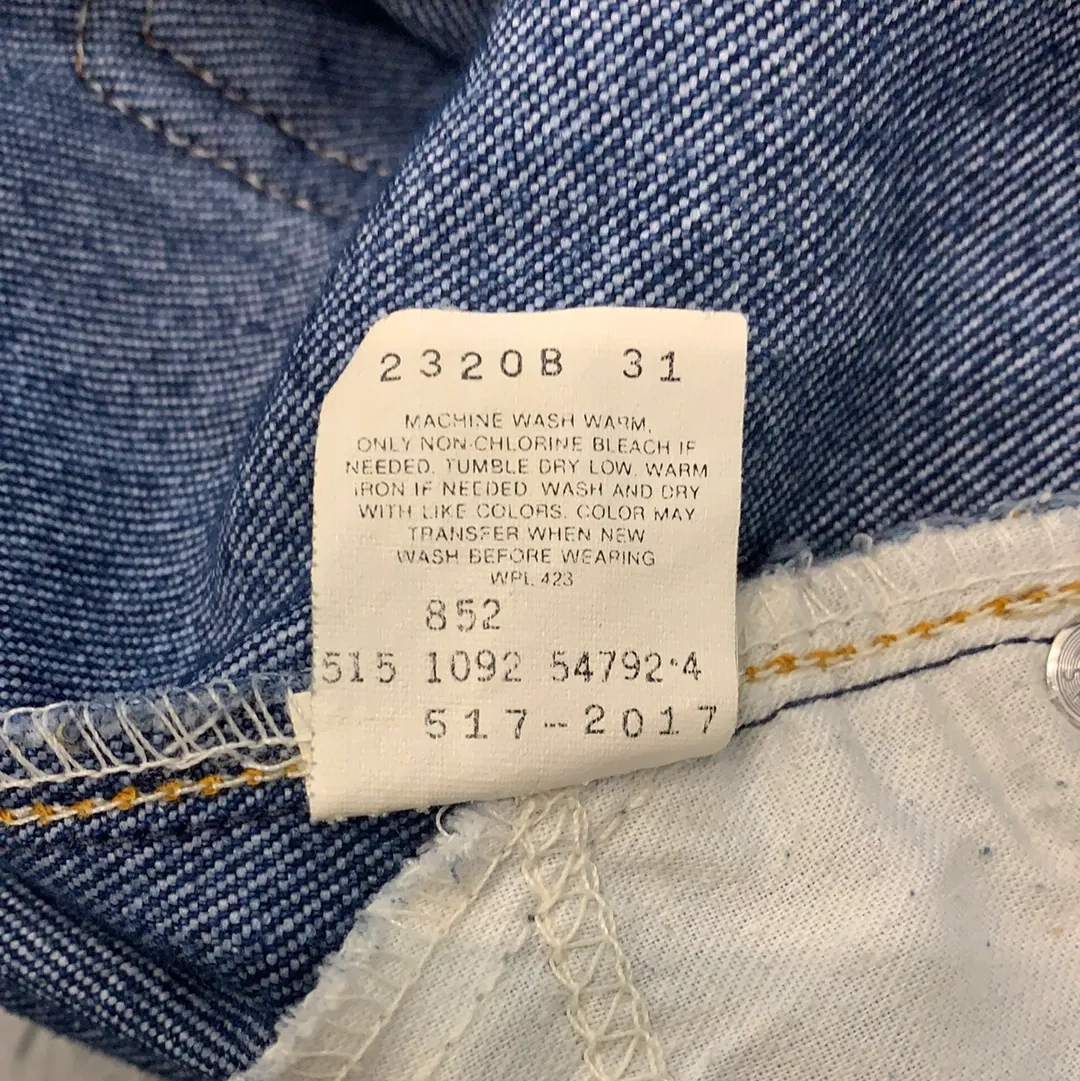 2320B 31
MACHINE WASH WARM,
ONLY NON-CHLORINE BLEACH IF
NEEDED. TUMBLE DRY LOW. WARM
IRON IF NEEDED. WASH AND DRY
WITH LIKE COLORS. COLOR MAY
TRANSFER WHEN NEW
WASH BEFORE WEARING
WPL 423
852
515 1092 54792·4
517-2017